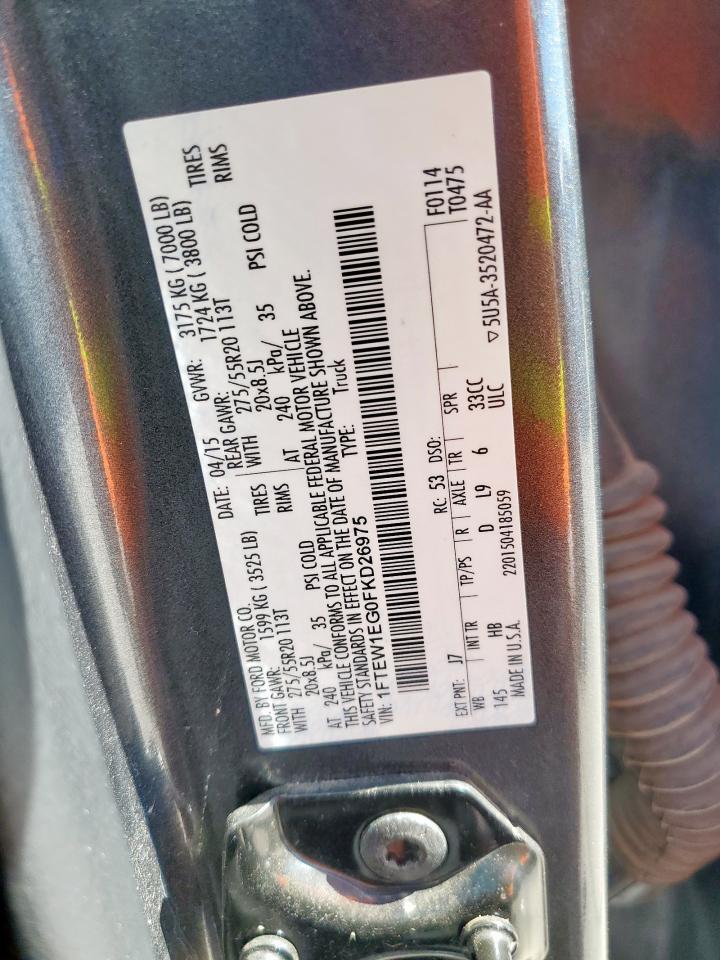 MFD. BY FORD MOTOR CO.
DATE: 04/15 GVWR: 3175 KG ( 7000 LB)
FRONT GAWR: 1599 KG (3525 LB) REAR GAWR: 1724 KG ( 3800 LB)
WITH 275/55R20 113T TIRES WITH 275/55R20 113T TIRES
20x8.5J RIMS 20x8.5J RIMS
AT 240 kPa/ 35 PSI COLD AT 240 kPa/ 35 PSI COLD
THIS VEHICLE CONFORMS TO ALL APPLICABLE FEDERAL MOTOR VEHICLE
SAFETY STANDARDS IN EFFECT ON THE DATE OF MANUFACTURE SHOWN ABOVE.
VIN: 1FTEW1EG0FKD26975 TYPE: Truck
F0114
T0475
EXT PNT: J7 RC: 53 DSO:
WB INT TR TP/PS R AXLE TR SPR
145 HB D L9 6 33CC
MADE IN U.S.A. 2201504185059 ULC
▽ 5U5A-3520472-AA